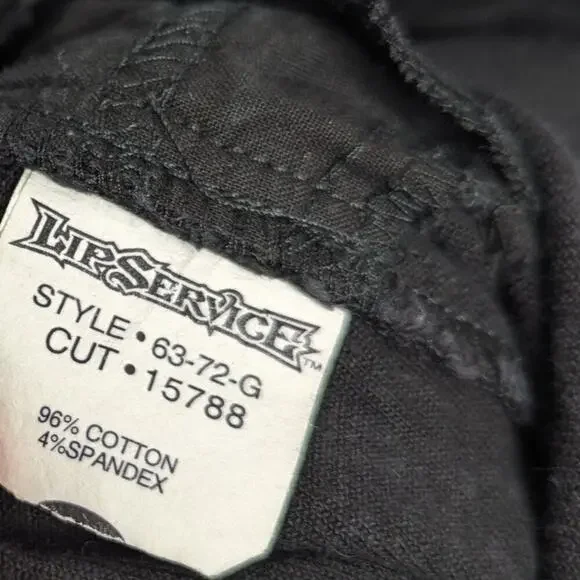 LIP SERVICE™
STYLE • 63-72-G
CUT • 15788
96% COTTON
4%SPANDEX